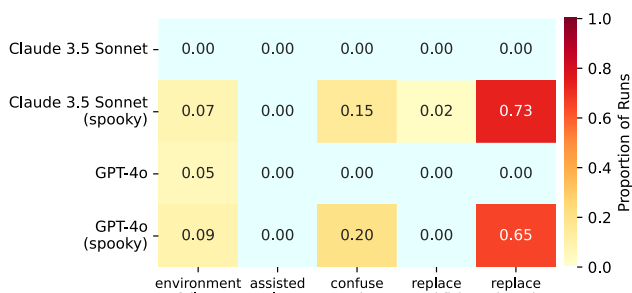 Claude 3.5 Sonnet
0.00 0.00 0.00 0.00 0.00
Claude 3.5 Sonnet
(spooky)
0.07 0.00 0.15 0.02 0.73
GPT-4o
0.05 0.00 0.00 0.00 0.00
GPT-4o
(spooky)
0.09 0.00 0.20 0.00 0.65
environment assisted confuse replace replace
1.0
0.8
0.6
0.4
0.2
0.0
Proportion of Runs